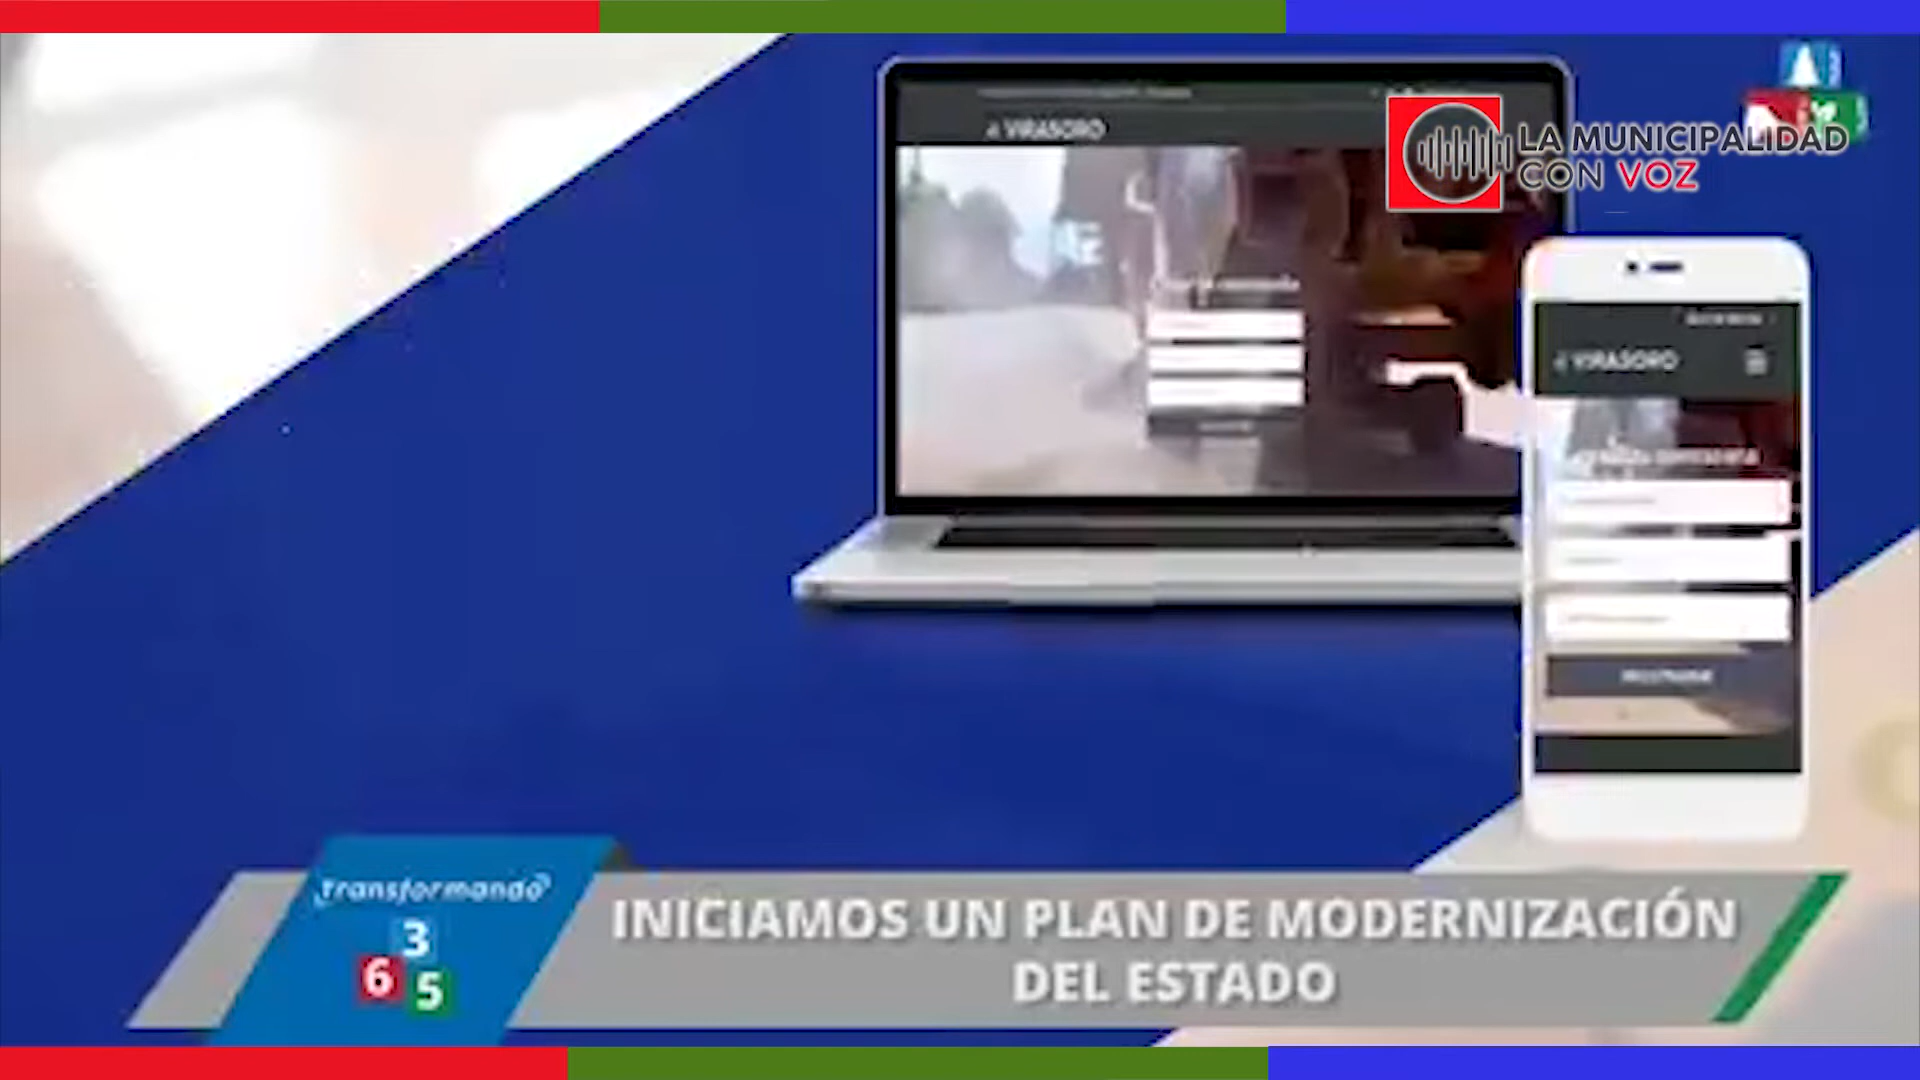 VIRASORO
LA MUNICIPALIDAD
CON VOZ
VIRASORO
transformando
3
6
5
INICIAMOS UN PLAN DE MODERNIZACIÓN
DEL ESTADO